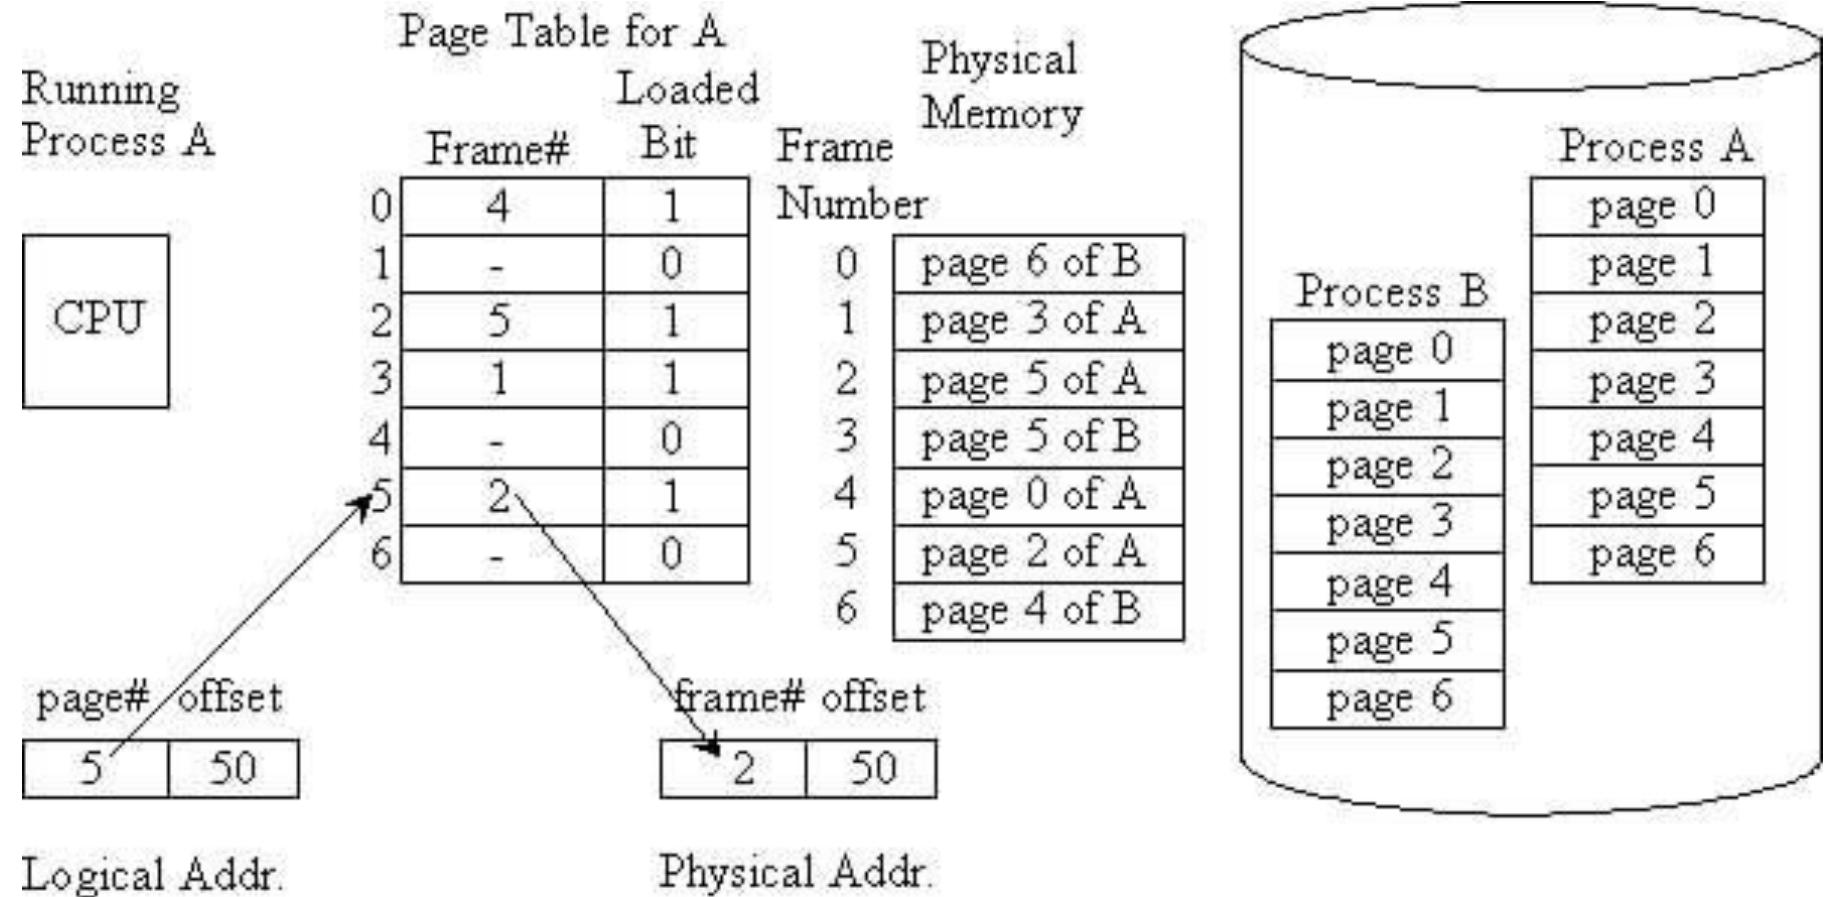 Page Table for A
Running
Process A
Loaded
Frame# Bit
0 4 1
1 - 0
2 5 1
3 1 1
4 - 0
5 2 1
6 - 0
CPU
Physical
Memory
Frame
Number
0 page 6 of B
1 page 3 of A
2 page 5 of A
3 page 5 of B
4 page 0 of A
5 page 2 of A
6 page 4 of B
Process B
page 0
page 1
page 2
page 3
page 4
page 5
page 6
Process A
page 0
page 1
page 2
page 3
page 4
page 5
page 6
page# offset
5 50
Logical Addr.
frame# offset
2 50
Physical Addr.